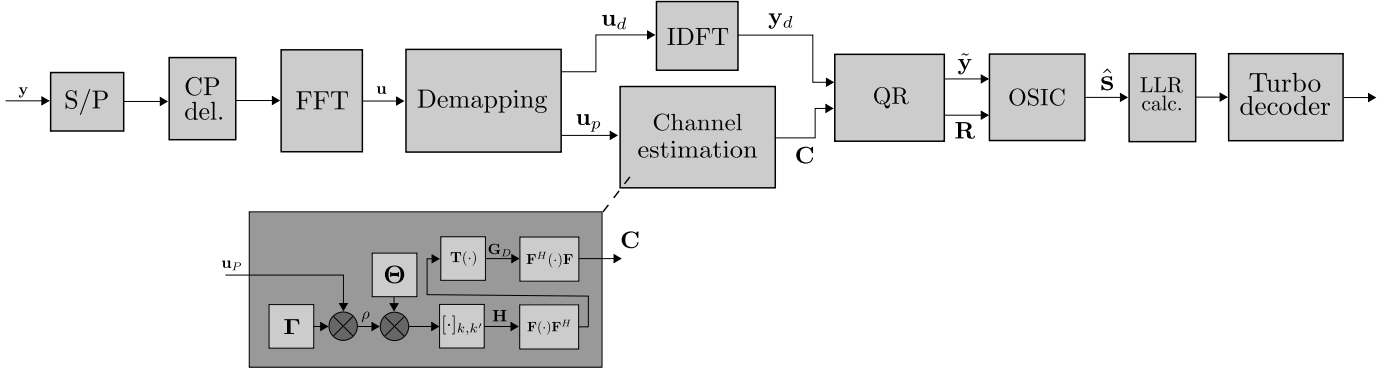 y
S/P
CP
del.
FFT
u
Demapping
u_d
IDFT
y_d
u_p
Channel
estimation
C
QR
ỹ
R
OSIC
ŝ
LLR
calc.
Turbo
decoder
u_P
Γ
ρ
Θ
[·]_{k,k'}
H
F(·)F^H
T(·)
G_D
F^H(·)F
C